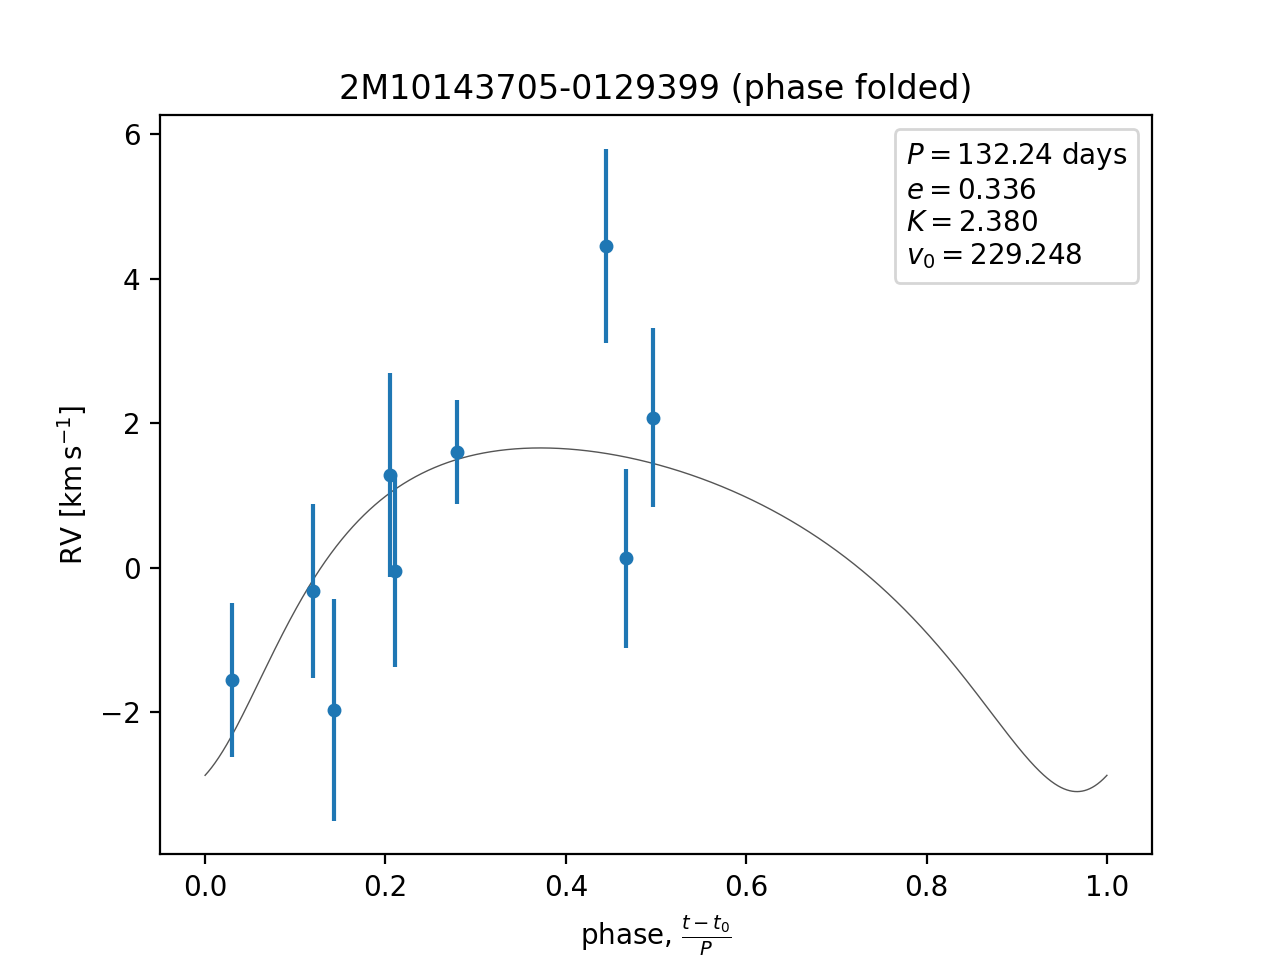 2M10143705-0129399 (phase folded)
P = 132.24 days
e = 0.336
K = 2.380
v₀ = 229.248
6
4
2
0
−2
RV [km s⁻¹]
0.0 0.2 0.4 0.6 0.8 1.0
phase, (t − t₀)/P